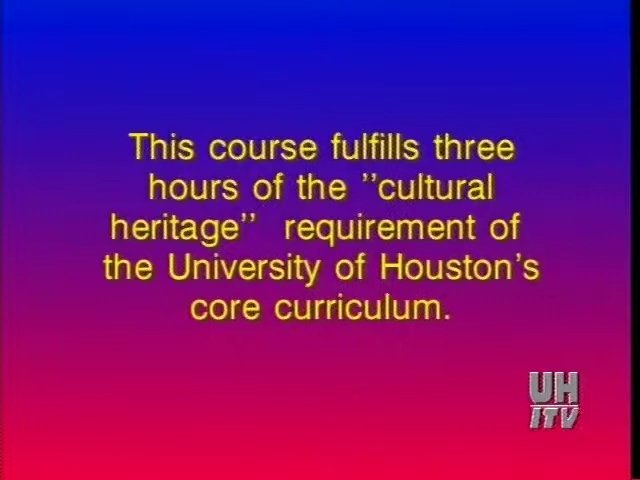 This course fulfills three
hours of the "cultural
heritage" requirement of
the University of Houston's
core curriculum.
UH
ITV